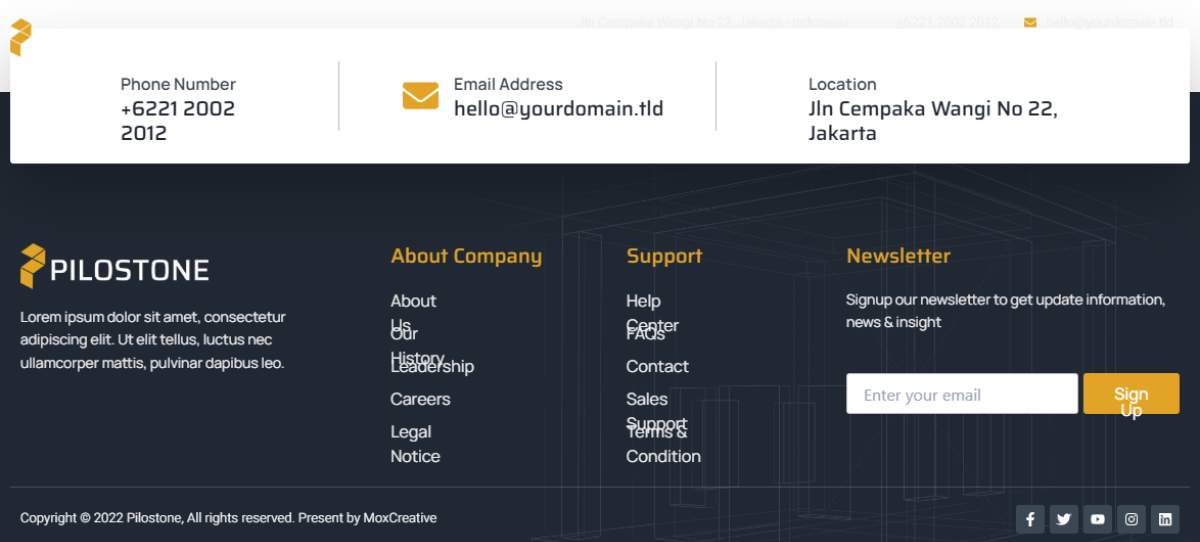 Jln Cempaka Wangi No 22, Jakarta - Indonesia +6221 2002 2012 hello@yourdomain.tld
Phone Number
+6221 2002
2012
Email Address
hello@yourdomain.tld
Location
Jln Cempaka Wangi No 22,
Jakarta
PILOSTONE
Lorem ipsum dolor sit amet, consectetur
adipiscing elit. Ut elit tellus, luctus nec
ullamcorper mattis, pulvinar dapibus leo.
About Company
About
Us
Our
History
Leadership
Careers
Legal
Notice
Support
Help
Center
FAQs
Contact
Sales
Support
Terms &
Condition
Newsletter
Signup our newsletter to get update information,
news & insight
Enter your email
Sign
Up
Copyright © 2022 Pilostone, All rights reserved. Present by MoxCreative